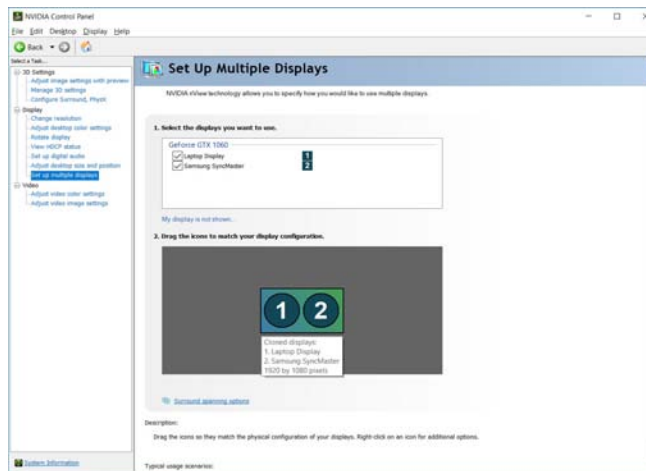 NVIDIA Control Panel
File Edit Desktop Display Help
Back
Select a Task...
3D Settings
Adjust image settings with preview
Manage 3D settings
Configure Surround, PhysX
Display
Change resolution
Adjust desktop color settings
Rotate display
View HDCP status
Set up digital audio
Adjust desktop size and position
Set up multiple displays
Video
Adjust video color settings
Adjust video image settings
System Information
Set Up Multiple Displays
NVIDIA nView technology allows you to specify how you would like to use multiple displays.
1. Select the displays you want to use.
GeForce GTX 1060
Laptop Display 1
Samsung SyncMaster 2
My display is not shown...
2. Drag the icons to match your display configuration.
1 2
Cloned displays:
1. Laptop Display
2. Samsung SyncMaster
1920 by 1080 pixels
Surround spanning options
Description:
Drag the icons so they match the physical configuration of your displays. Right-click on an icon for additional options.
Typical usage scenarios: